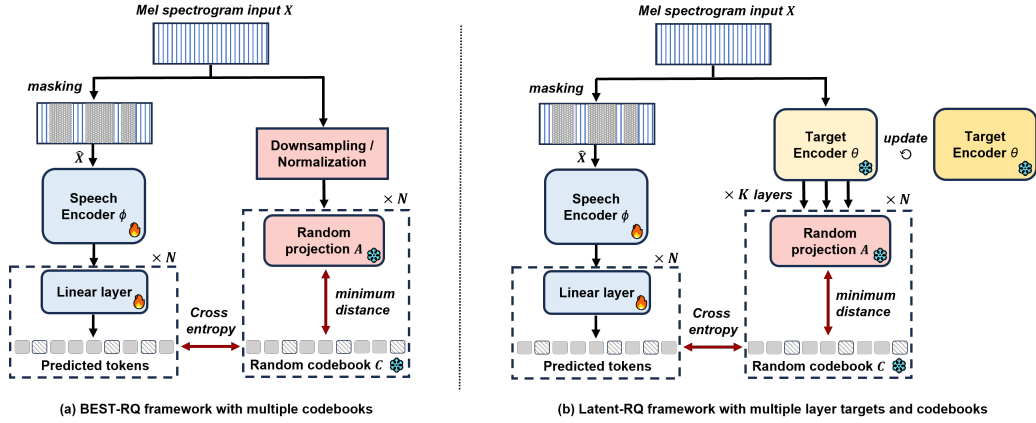 Mel spectrogram input X
masking
X̂
Downsampling /
Normalization
Speech
Encoder ϕ
× N
Random
projection A
× N
Linear layer
minimum
distance
Cross
entropy
Predicted tokens
Random codebook C
(a) BEST-RQ framework with multiple codebooks
Mel spectrogram input X
masking
X̂
Target
Encoder θ
update
Target
Encoder θ
× K layers
Speech
Encoder ϕ
× N
Random
projection A
× N
Linear layer
minimum
distance
Cross
entropy
Predicted tokens
Random codebook C
(b) Latent-RQ framework with multiple layer targets and codebooks